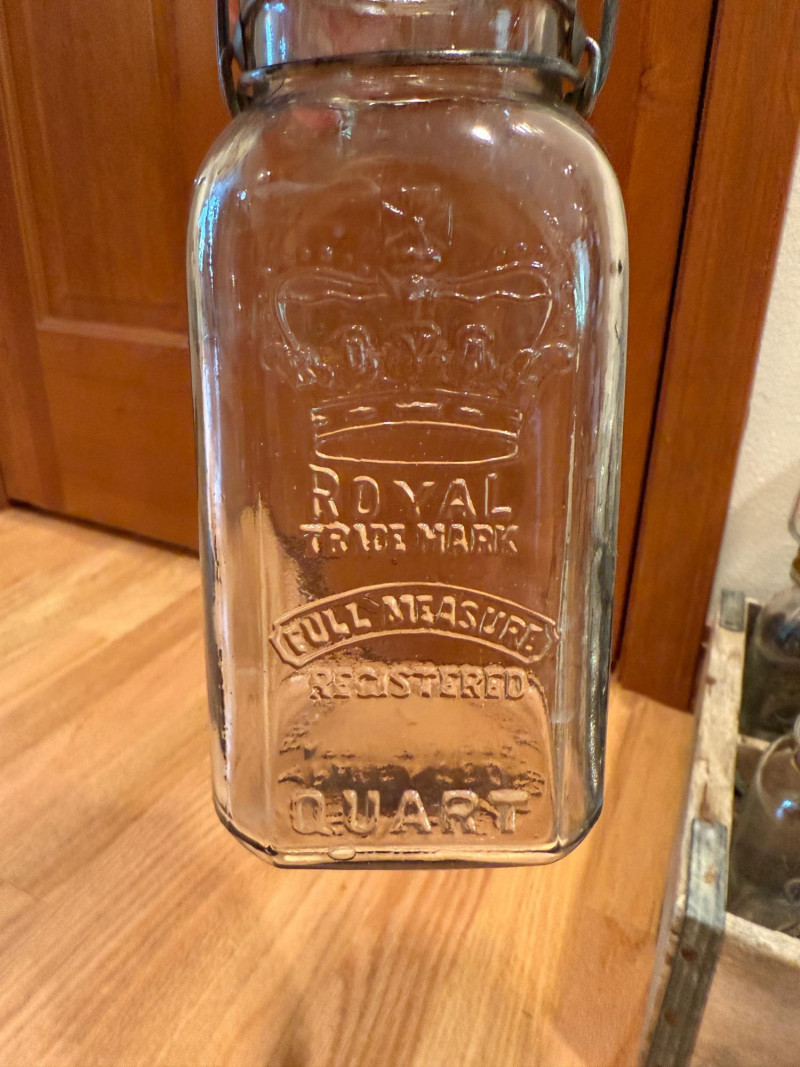 ROYAL
TRADE MARK
FULL MEASURE
REGISTERED
QUART